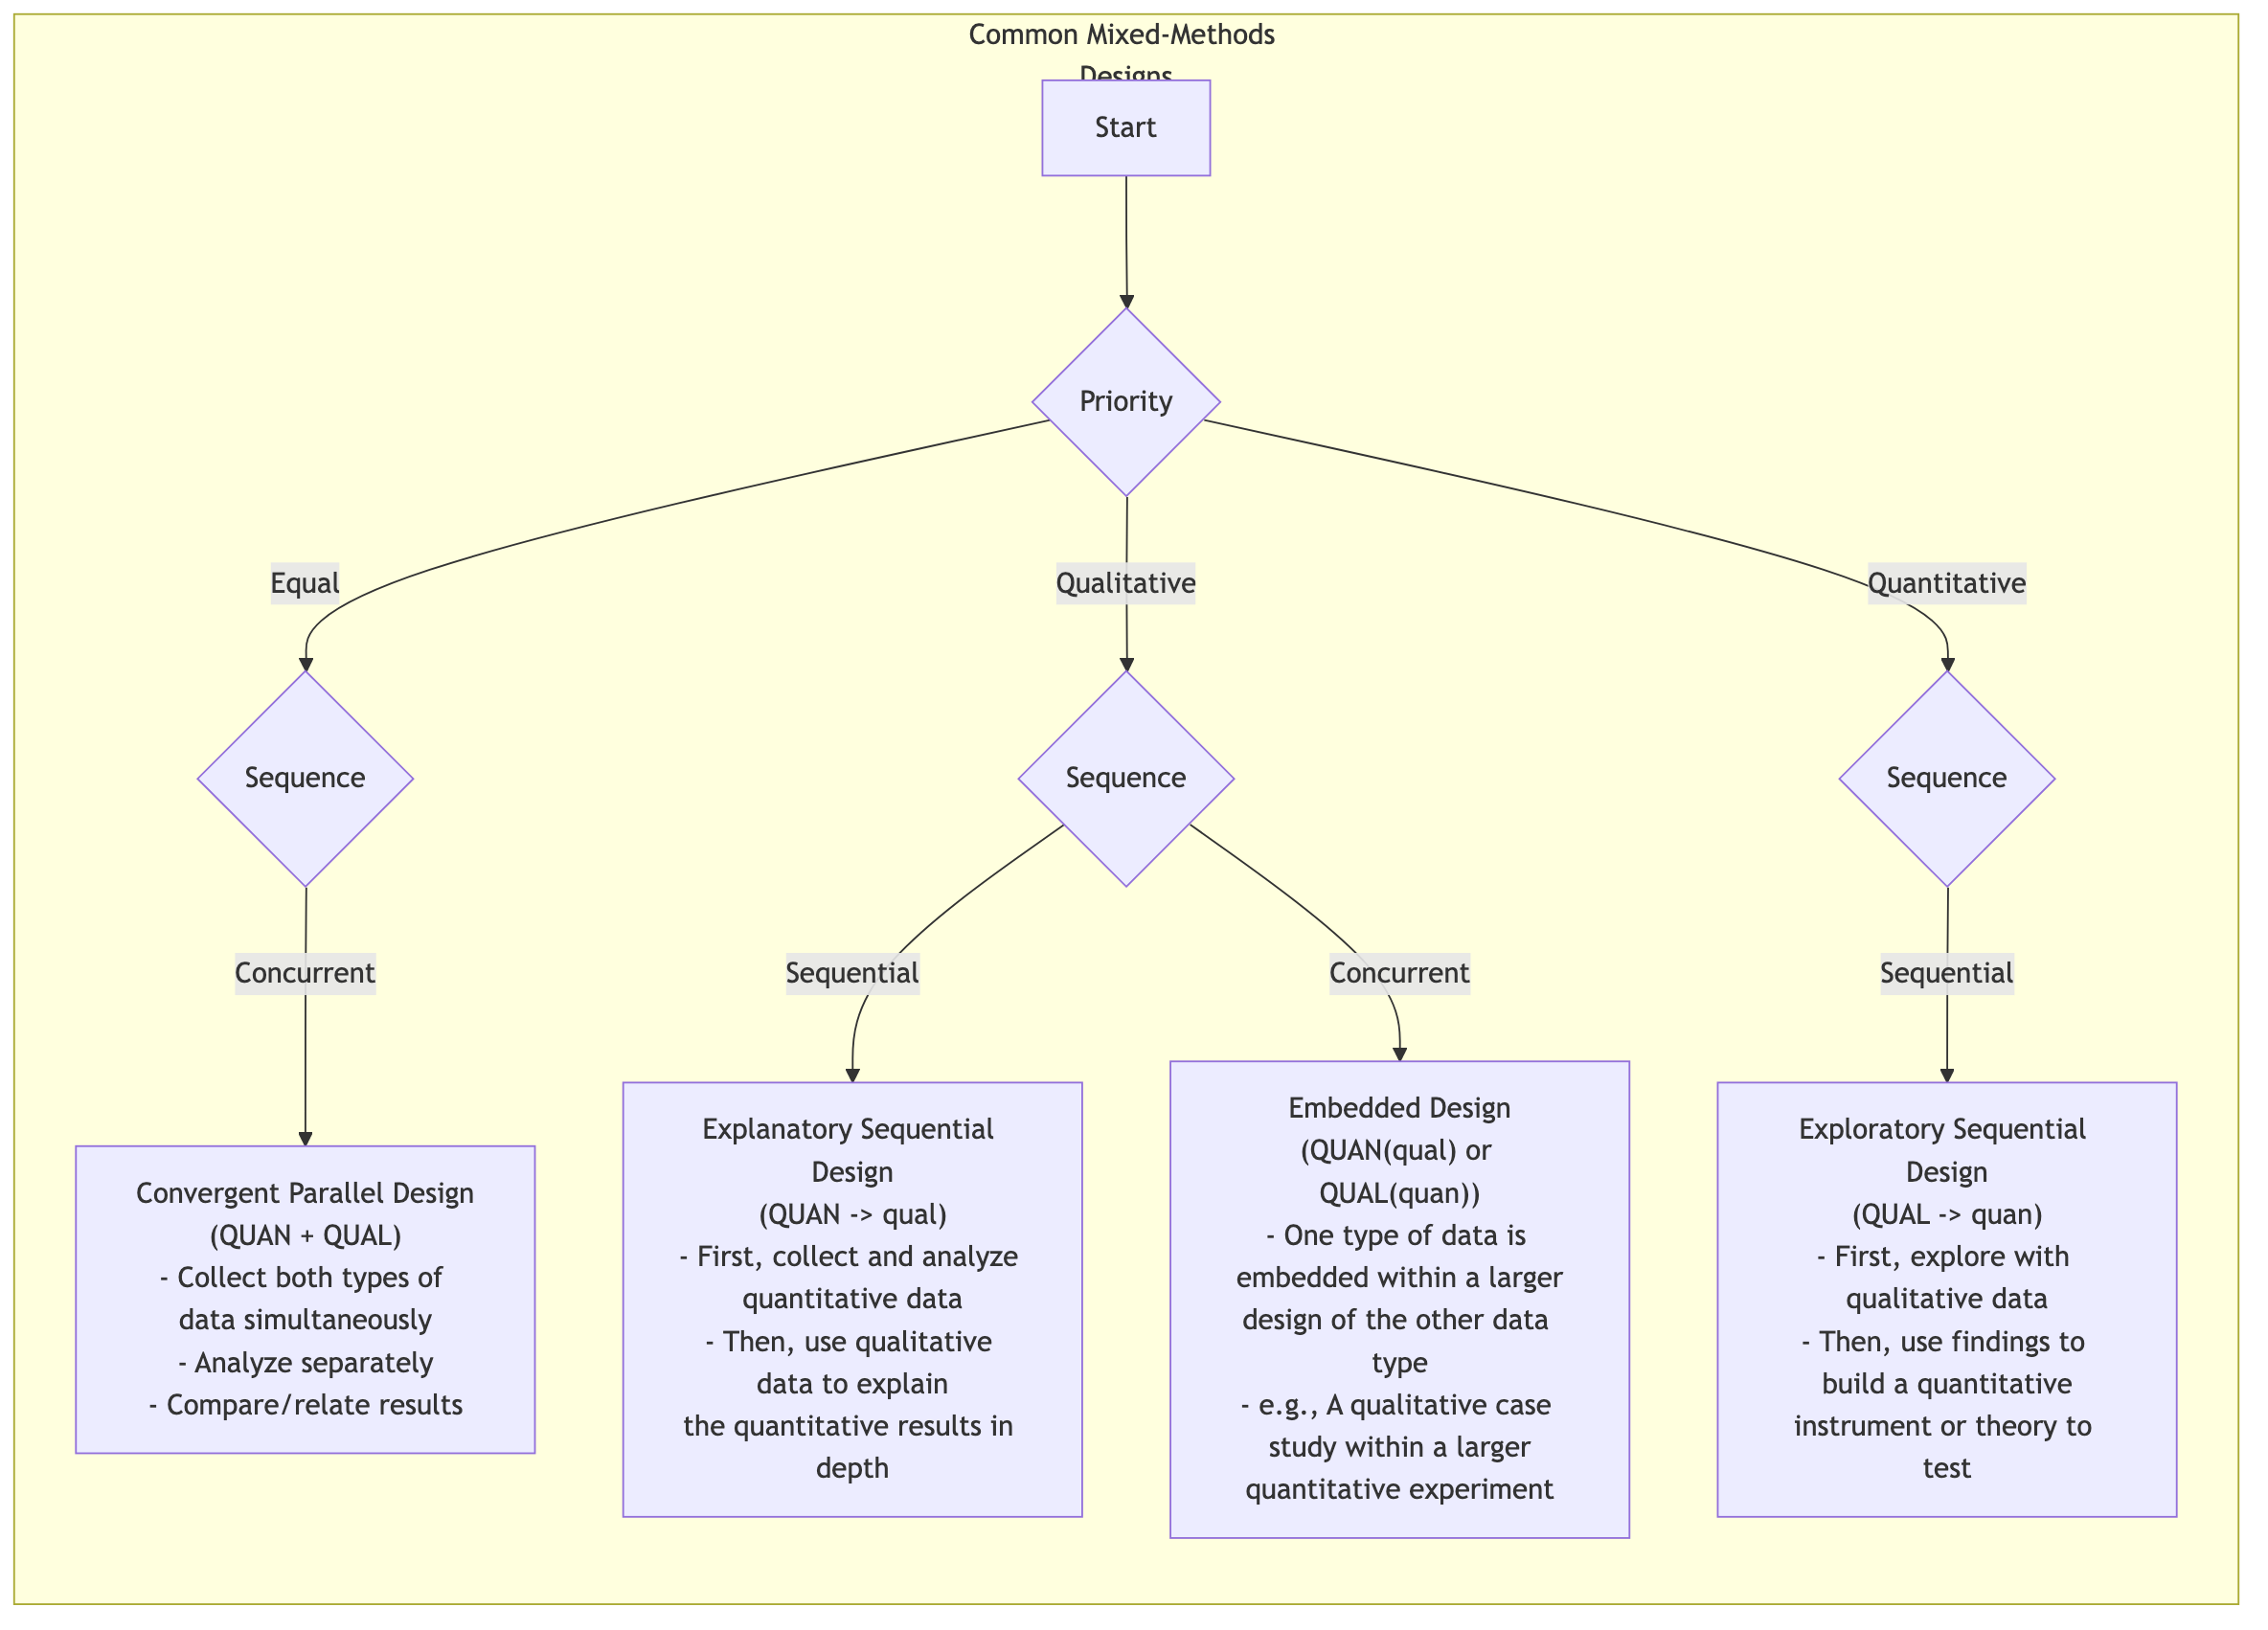 Common Mixed-Methods
Designs
Start
Priority
Equal
Qualitative
Quantitative
Sequence
Sequence
Sequence
Concurrent
Sequential
Concurrent
Sequential
Convergent Parallel Design
(QUAN + QUAL)
- Collect both types of
data simultaneously
- Analyze separately
- Compare/relate results
Explanatory Sequential
Design
(QUAN -> qual)
- First, collect and analyze
quantitative data
- Then, use qualitative
data to explain
the quantitative results in
depth
Embedded Design
(QUAN(qual) or
QUAL(quan))
- One type of data is
embedded within a larger
design of the other data
type
- e.g., A qualitative case
study within a larger
quantitative experiment
Exploratory Sequential
Design
(QUAL -> quan)
- First, explore with
qualitative data
- Then, use findings to
build a quantitative
instrument or theory to
test